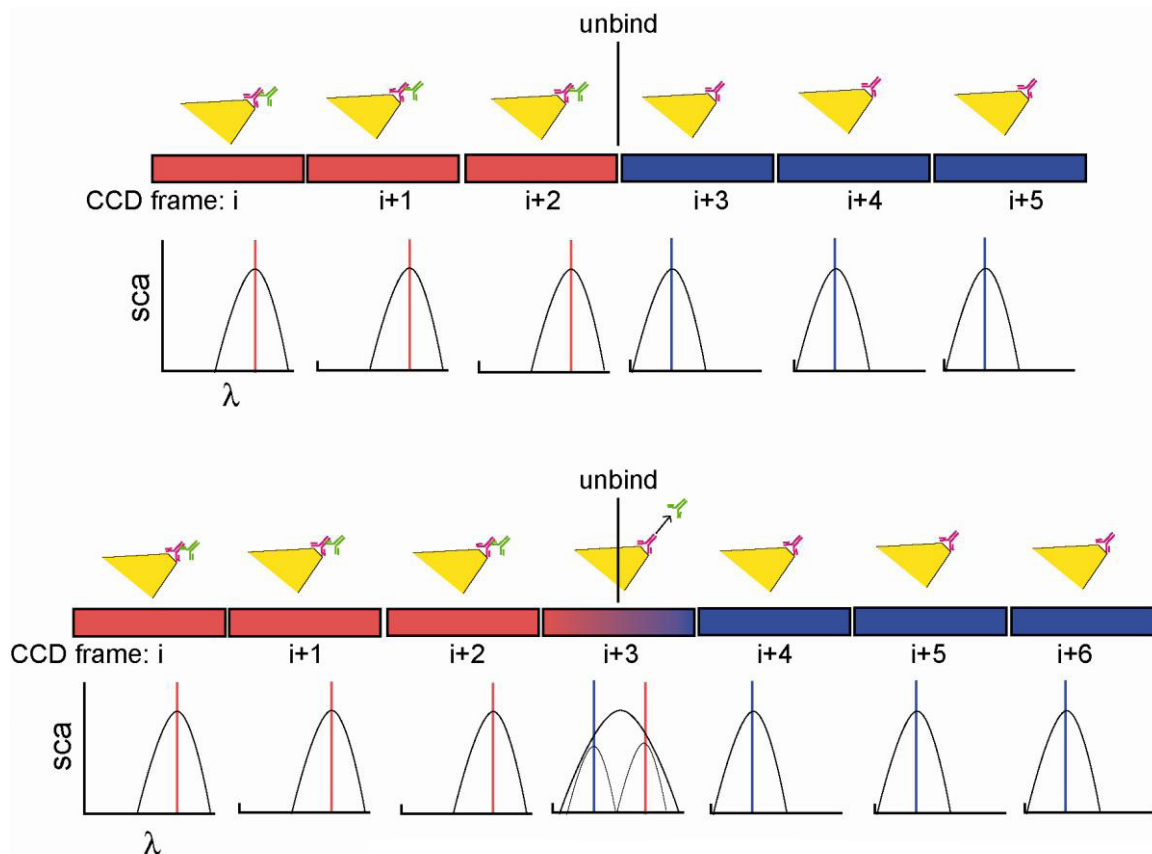 unbind
CCD frame: i i+1 i+2 i+3 i+4 i+5
sca
λ
unbind
CCD frame: i i+1 i+2 i+3 i+4 i+5 i+6
sca
λ